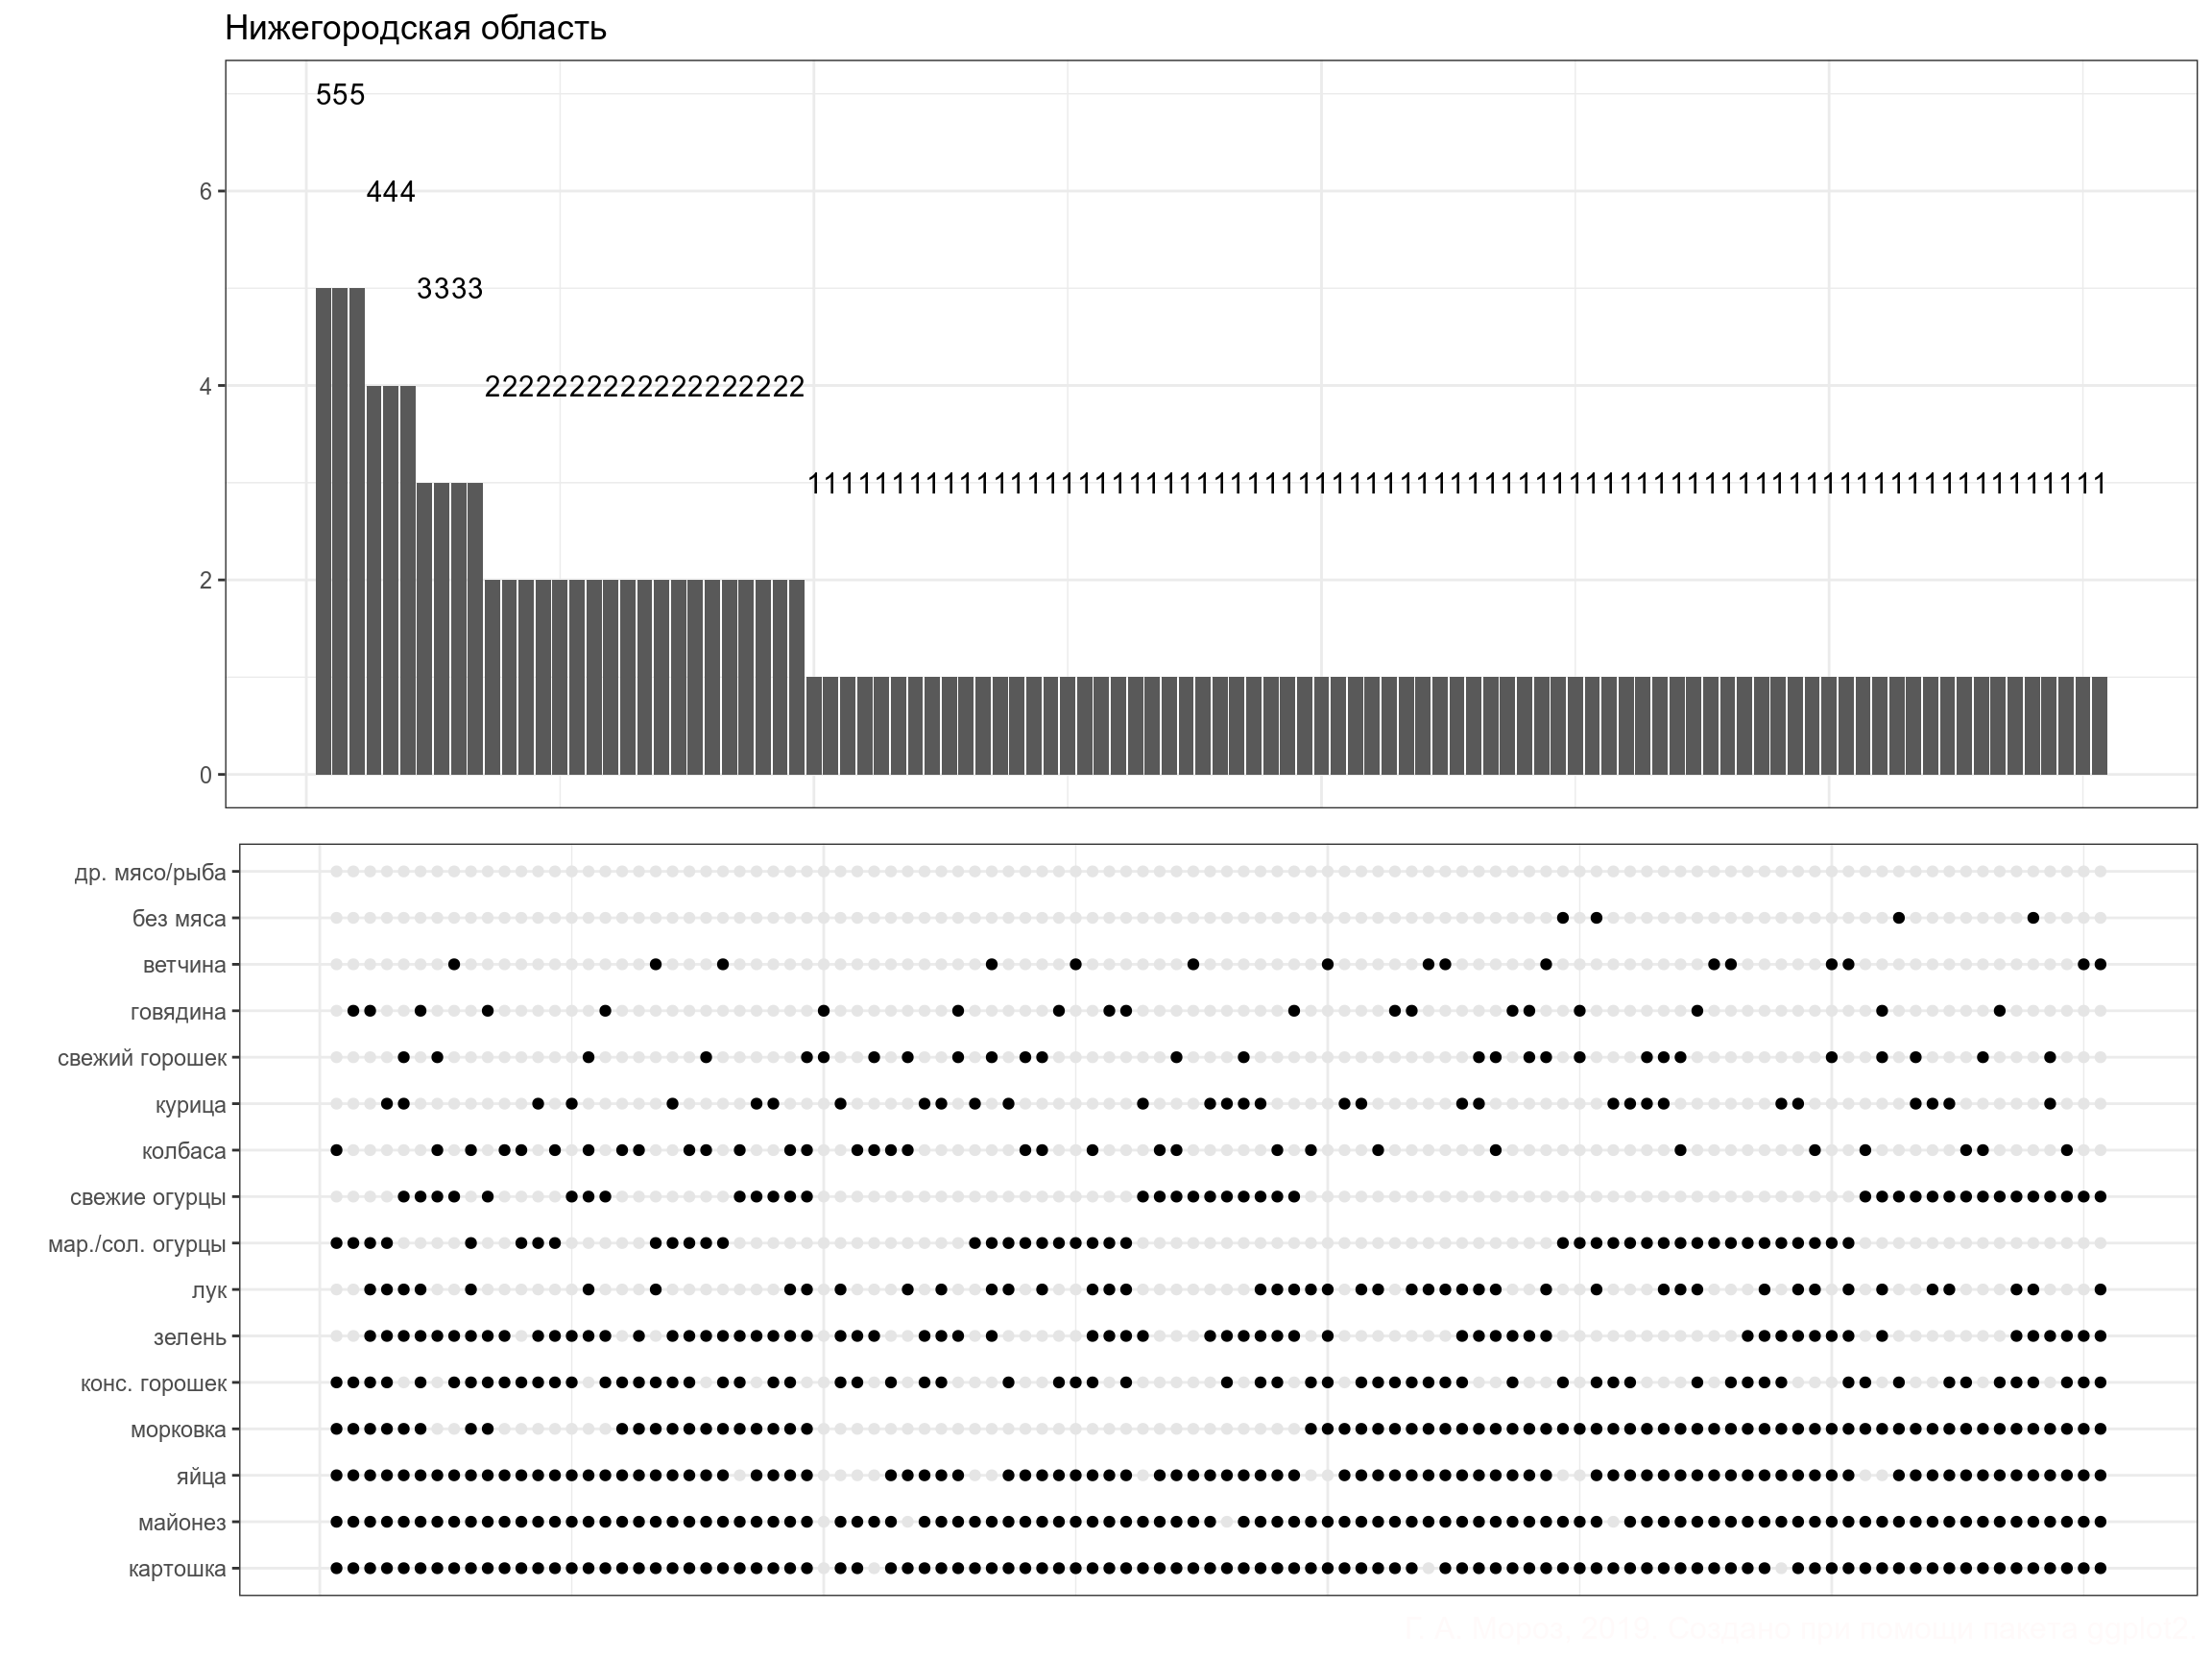 Нижегородская область
555
6
444
3333
4
2222222222222222222
11111111111111111111111111111111111111111111111111111111111111111111111111111
2
0
др. мясо/рыба
без мяса
ветчина
говядина
свежий горошек
курица
колбаса
свежие огурцы
мар./сол. огурцы
лук
зелень
конс. горошек
морковка
яйца
майонез
картошка
Г. А. Мороз, 2019. Создано при помощи пакета ggplot2.